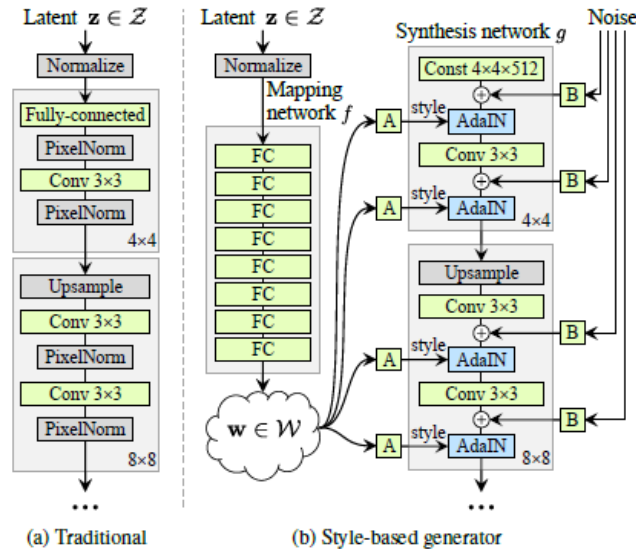 Latent z ∈ 𝒵
Normalize
Fully-connected
PixelNorm
Conv 3×3
PixelNorm
4×4
Upsample
Conv 3×3
PixelNorm
Conv 3×3
PixelNorm
8×8
...
(a) Traditional
Latent z ∈ 𝒵
Normalize
Mapping
network f
FC
FC
FC
FC
FC
FC
FC
FC
w ∈ 𝒲
Noise
Synthesis network g
Const 4×4×512
B
A
style
AdaIN
Conv 3×3
B
A
style
AdaIN
4×4
Upsample
Conv 3×3
B
A
style
AdaIN
Conv 3×3
B
A
style
AdaIN
8×8
...
(b) Style-based generator